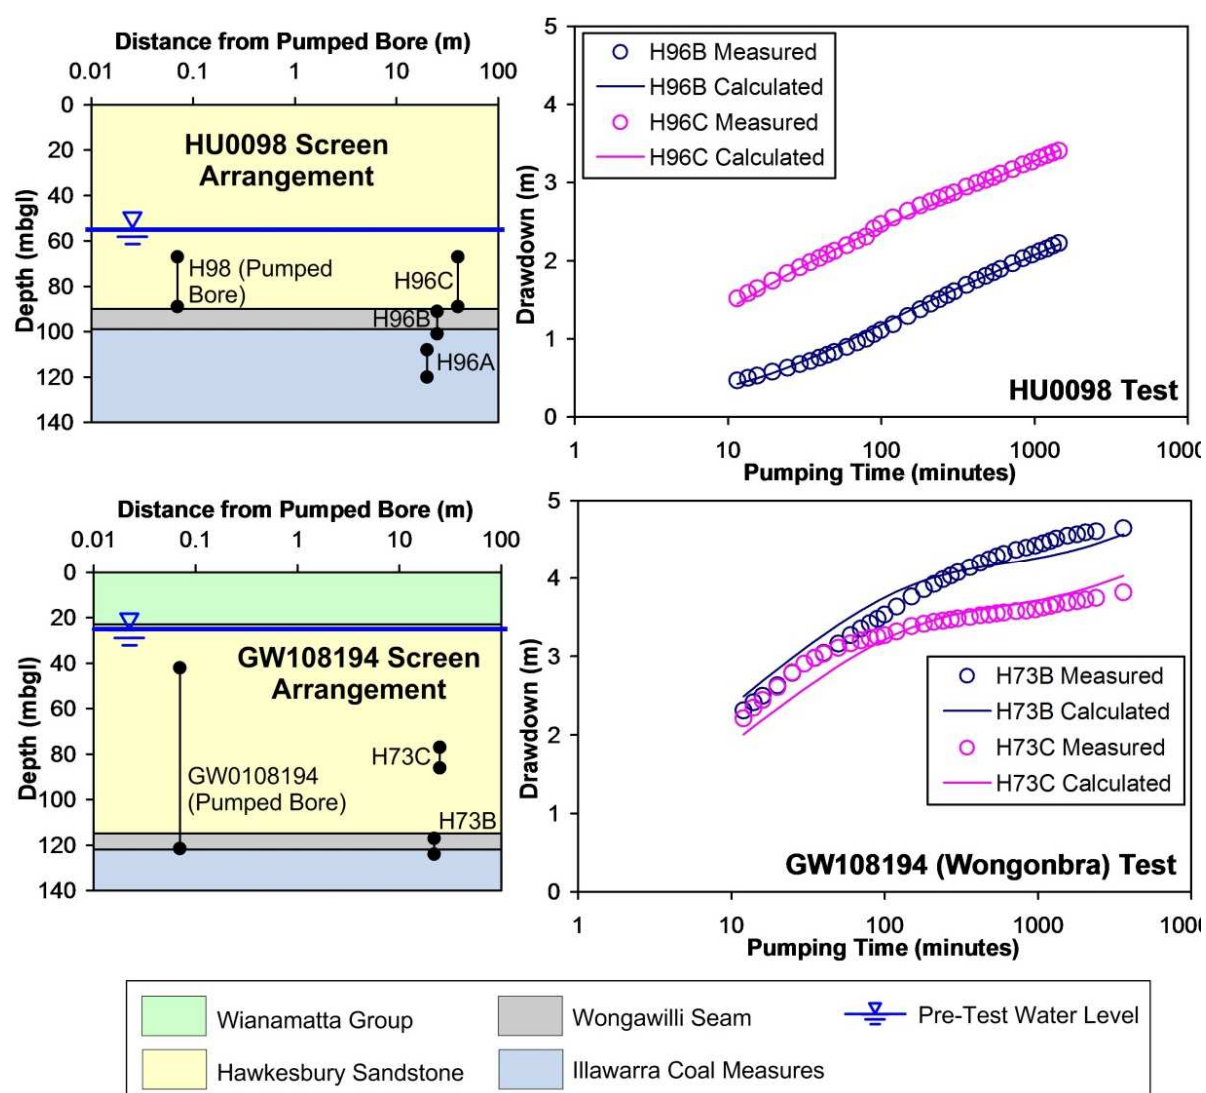 Distance from Pumped Bore (m)
0.01 0.1 1 10 100
0
20
40
60
80
100
120
140
Depth (mbgl)
HU0098 Screen
Arrangement
H98 (Pumped
Bore)
H96C
H96B
H96A
5
4
3
2
1
0
Drawdown (m)
H96B Measured
H96B Calculated
H96C Measured
H96C Calculated
HU0098 Test
1 10 100 1000 1000
Pumping Time (minutes)
Distance from Pumped Bore (m)
0.01 0.1 1 10 100
0
20
40
60
80
100
120
140
Depth (mbgl)
GW108194 Screen
Arrangement
H73C
GW0108194
(Pumped Bore)
H73B
5
4
3
2
1
0
Drawdown (m)
H73B Measured
H73B Calculated
H73C Measured
H73C Calculated
GW108194 (Wongonbra) Test
1 10 100 1000 1000
Pumping Time (minutes)
Wianamatta Group
Wongawilli Seam
Pre-Test Water Level
Hawkesbury Sandstone
Illawarra Coal Measures